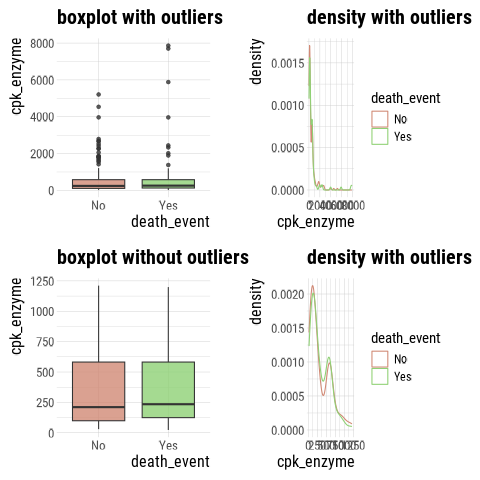 boxplot with outliers
cpk_enzyme
8000
6000
4000
2000
0
No
Yes
death_event
density with outliers
density
0.0015
0.0010
0.0005
0.0000
cpk_enzyme
death_event
No
Yes
boxplot without outliers
cpk_enzyme
1250
1000
750
500
250
0
No
Yes
death_event
density with outliers
density
0.0020
0.0015
0.0010
0.0005
0.0000
cpk_enzyme
death_event
No
Yes